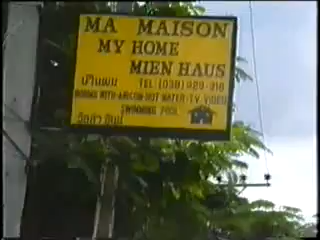 MA MAISON
MY HOME
MIEN HAUS
บ้านผม
TEL (038) 429-318
ROOMS WITH-AIRCON-HOT WATER-TV-VIDEO
SWIMMING POOL